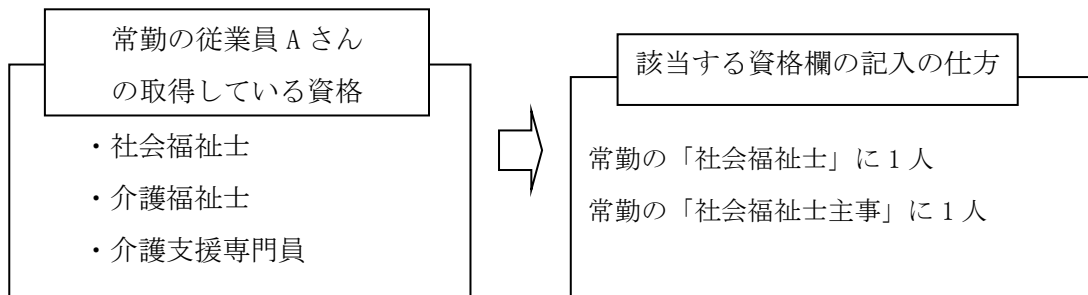 常勤の従業員 A さん
の取得している資格
・社会福祉士
・介護福祉士
・介護支援専門員
該当する資格欄の記入の仕方
常勤の「社会福祉士」に 1 人
常勤の「社会福祉士主事」に 1 人